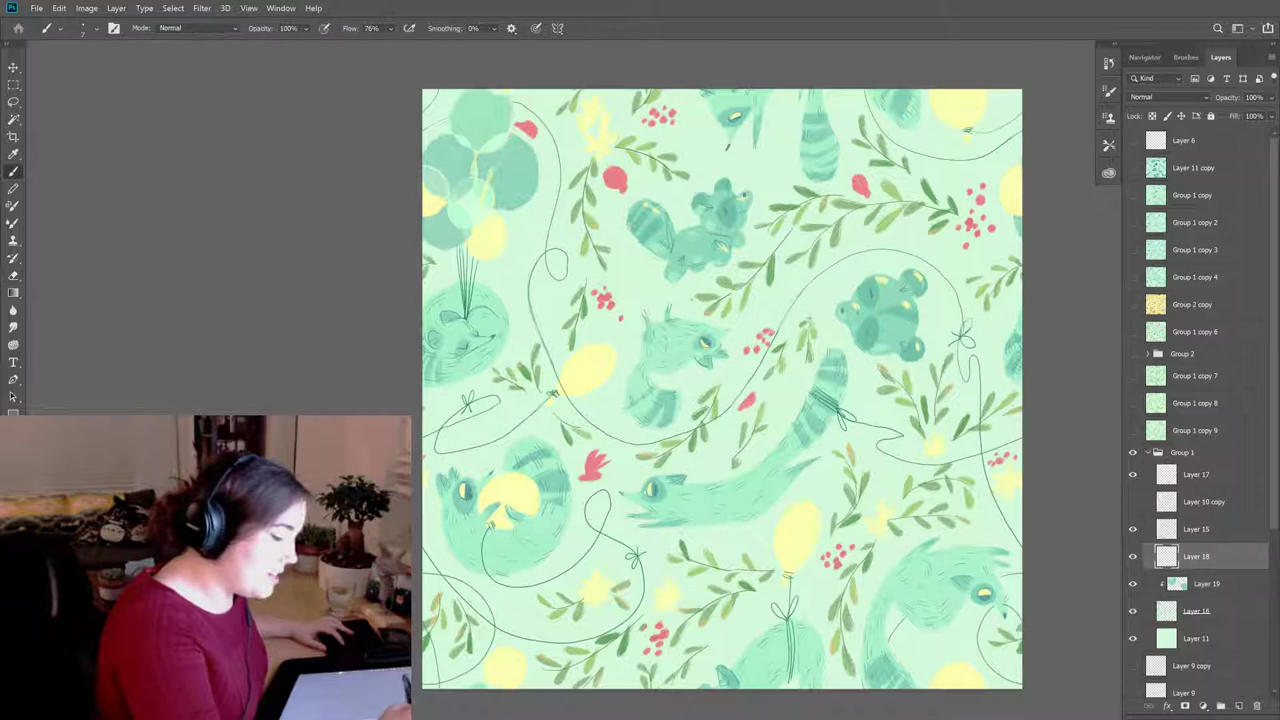 Ps File Edit Image Layer Type Select Filter 3D View Window Help
7 Mode: Normal Opacity: 100% Flow: 76% Smoothing: 0%
Navigator Brushes Layers
Kind
Normal Opacity: 100%
Lock: Fill: 100%
Layer 6
Layer 11 copy
Group 1 copy
Group 1 copy 2
Group 1 copy 3
Group 1 copy 4
Group 2 copy
Group 1 copy 6
Group 2
Group 1 copy 7
Group 1 copy 8
Group 1 copy 9
Group 1
Layer 17
Layer 10 copy
Layer 15
Layer 18
Layer 19
Layer 16
Layer 11
Layer 9 copy
Layer 9
fx